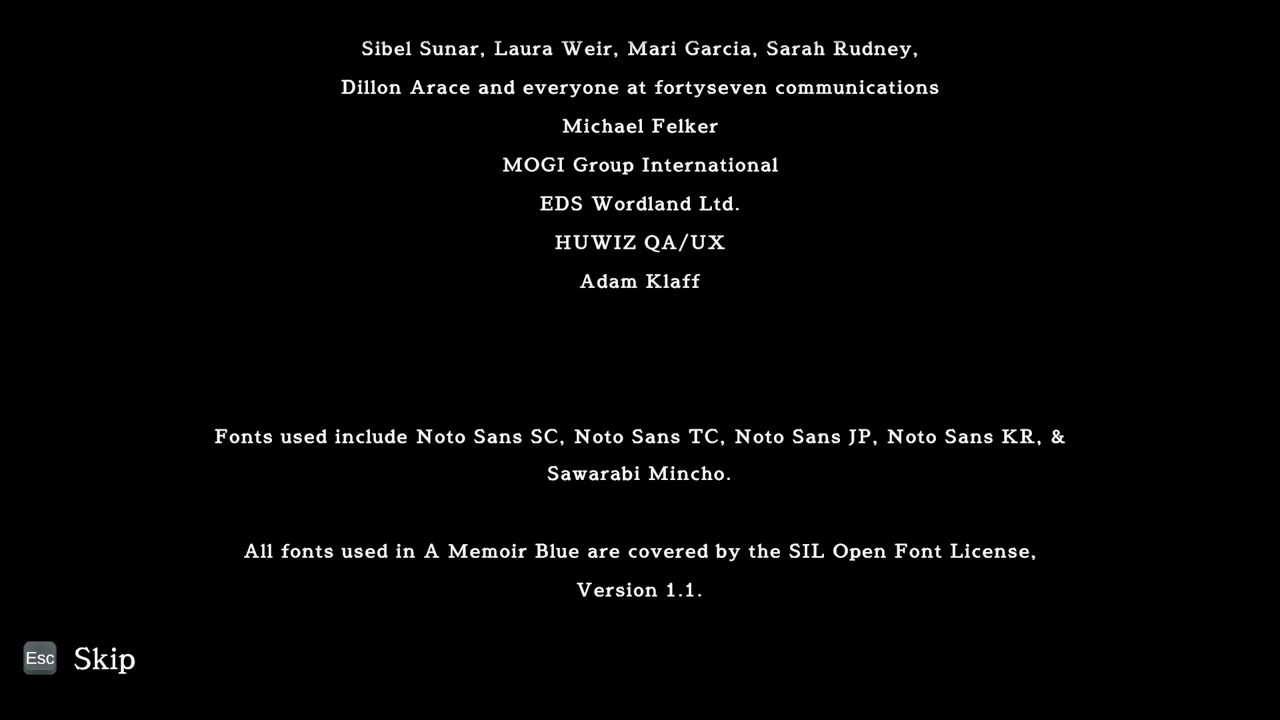 Sibel Sunar, Laura Weir, Mari Garcia, Sarah Rudney,
Dillon Arace and everyone at fortyseven communications
Michael Felker
MOGI Group International
EDS Wordland Ltd.
HUWIZ QA/UX
Adam Klaff
Fonts used include Noto Sans SC, Noto Sans TC, Noto Sans JP, Noto Sans KR, &
Sawarabi Mincho.
All fonts used in A Memoir Blue are covered by the SIL Open Font License,
Version 1.1.
Esc Skip